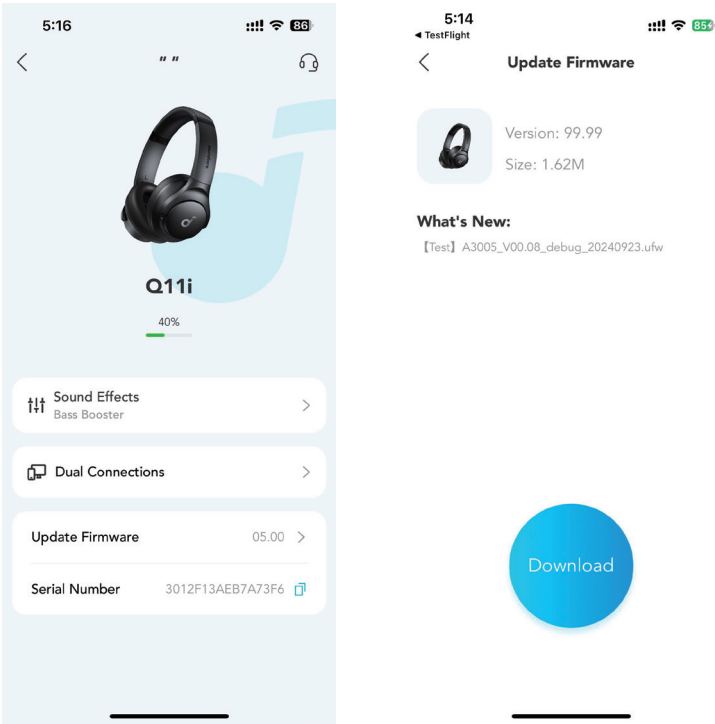 5:16
86
" "
Q11i
40%
Sound Effects
Bass Booster
Dual Connections
Update Firmware 05.00
Serial Number 3012F13AEB7A73F6
5:14
85
◀ TestFlight
Update Firmware
Version: 99.99
Size: 1.62M
What's New:
【Test】A3005_V00.08_debug_20240923.ufw
Download